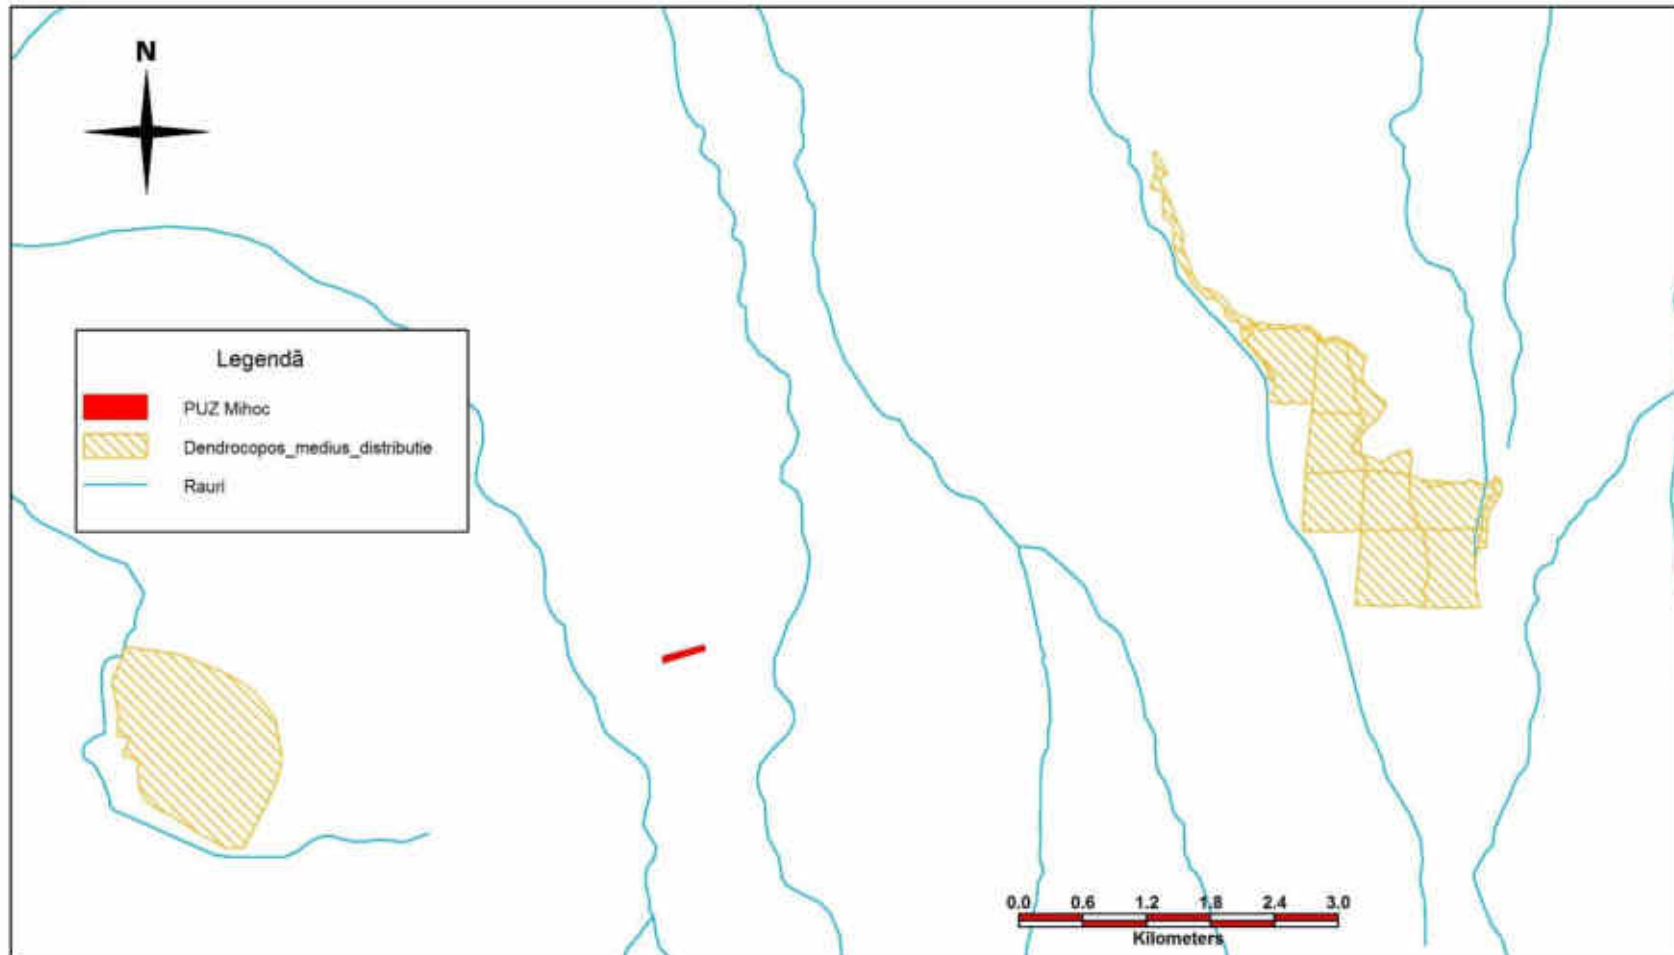 N
Legendă
PUZ Mihoc
Dendrocopos_medius_distributie
Rauri
0.0 0.6 1.2 1.8 2.4 3.0
Kilometers